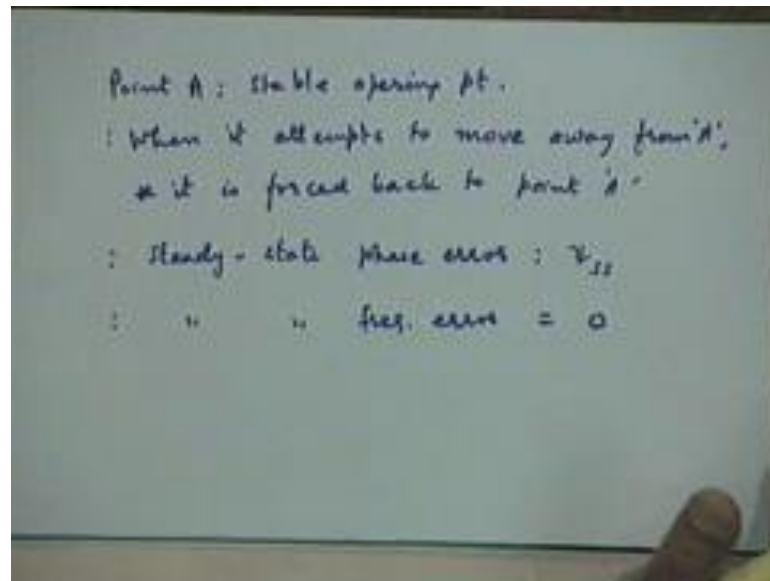 Point A : Stable opering pt.
: When it attempts to move away from 'A',
it is forced back to point 'A'
: Steady-state phase error : ψss
: " " freq. error = 0